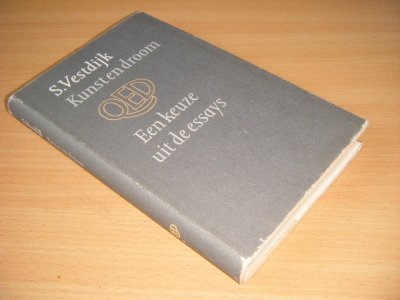 S. Vestdijk
Kunst en droom
QED
Een keuze
uit de essays